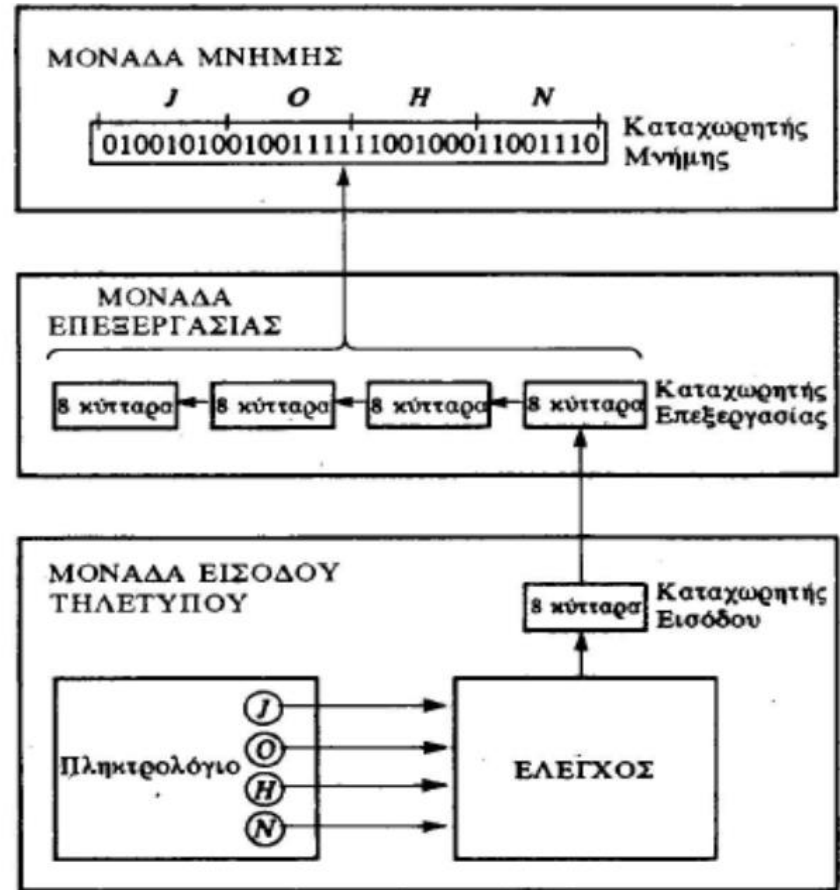 ΜΟΝΑΔΑ ΜΝΗΜΗΣ
J O H N
01001010010011111100100011001110
Καταχωρητής
Μνήμης
ΜΟΝΑΔΑ
ΕΠΕΞΕΡΓΑΣΙΑΣ
8 κύτταρα 8 κύτταρα 8 κύτταρα 8 κύτταρα
Καταχωρητής
Επεξεργασίας
ΜΟΝΑΔΑ ΕΙΣΟΔΟΥ
ΤΗΛΕΤΥΠΟΥ
8 κύτταρα
Καταχωρητής
Εισόδου
Πληκτρολόγιο
J
O
H
N
ΕΛΕΓΧΟΣ